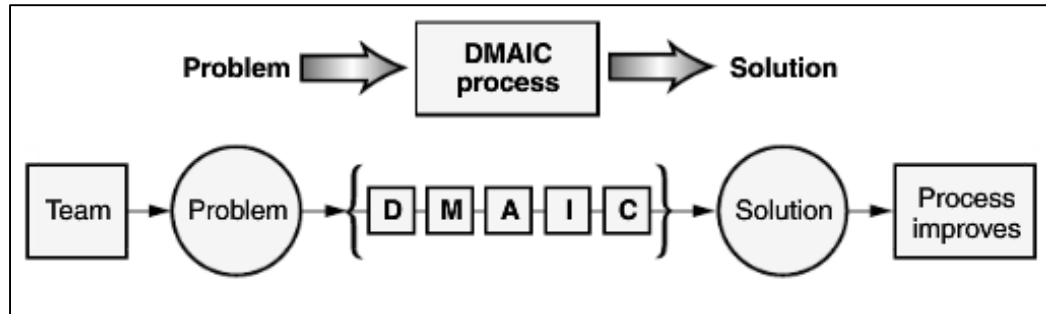 Problem
DMAIC
process
Solution
Team
Problem
D M A I C
Solution
Process
improves